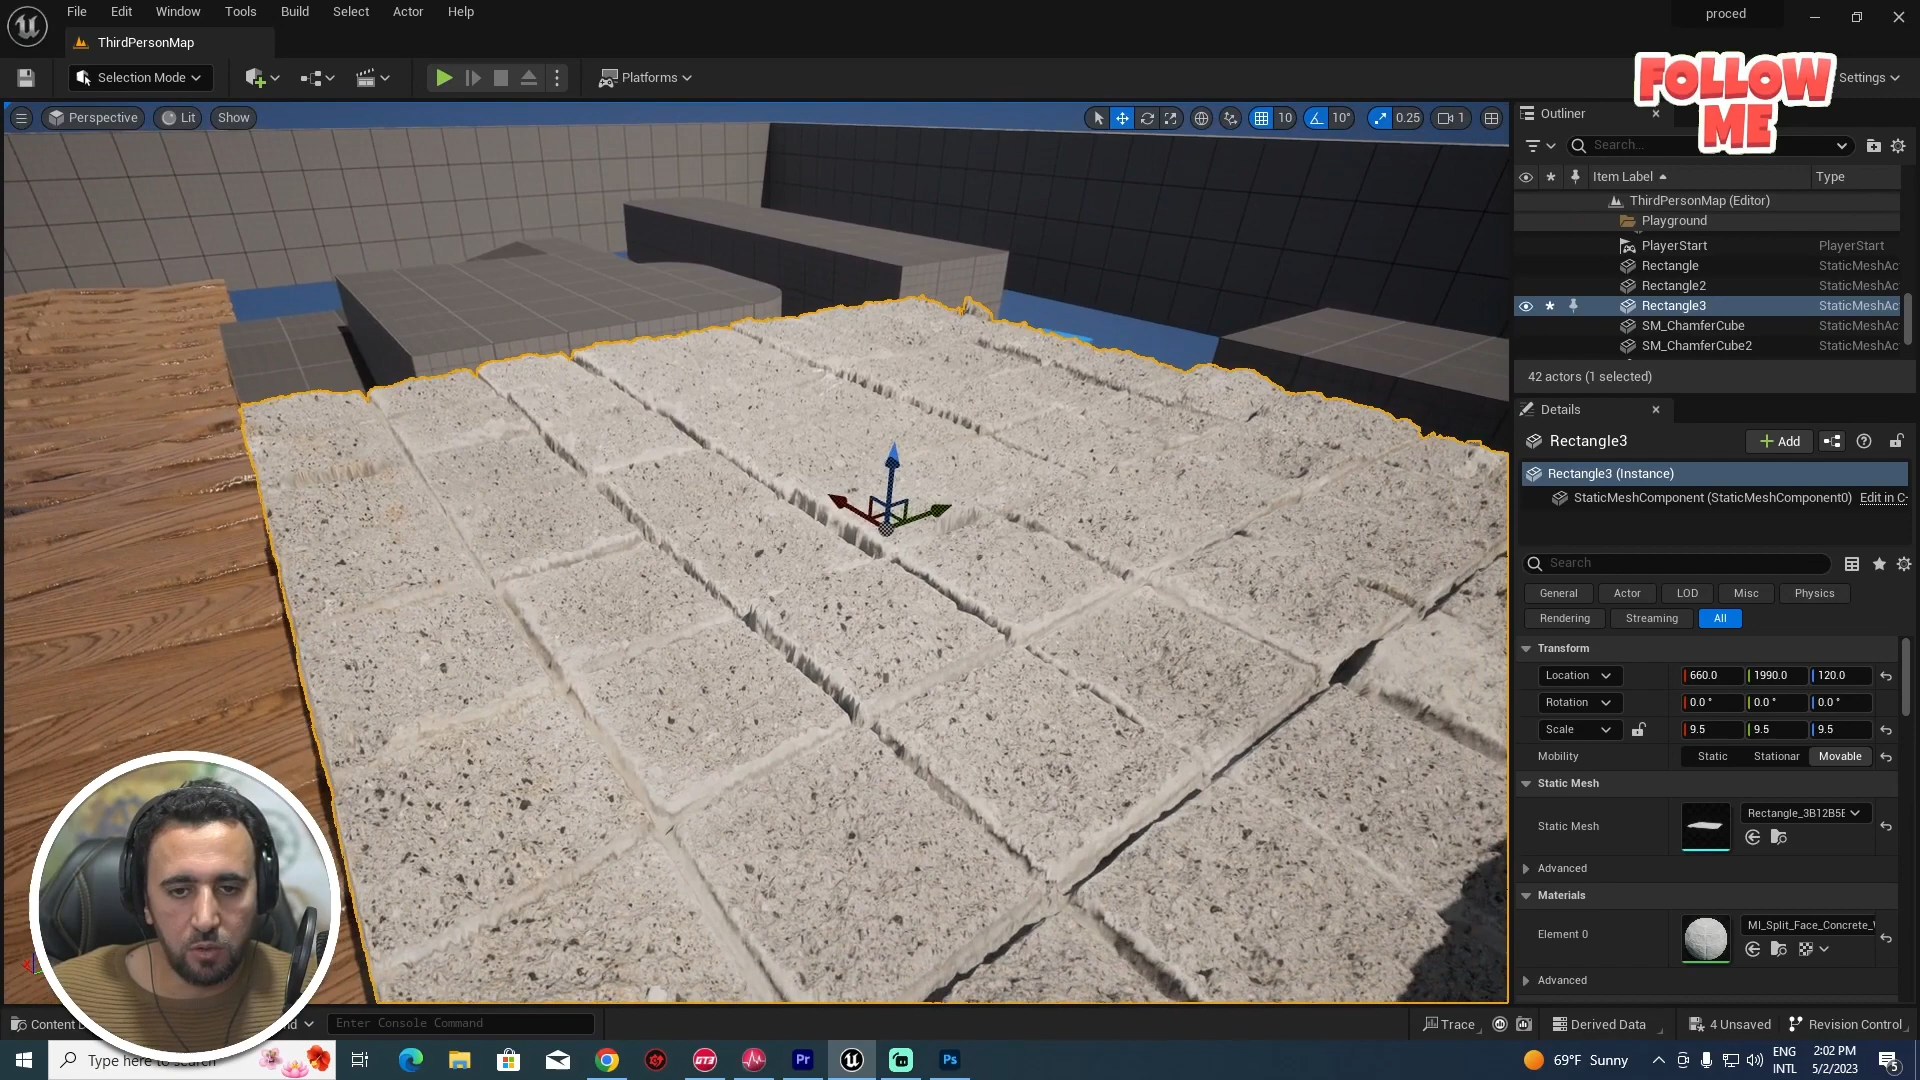 File Edit Window Tools Build Select Actor Help
proced
ThirdPersonMap
Selection Mode
Platforms
Settings
FOLLOW
ME
Perspective Lit Show
10 10° 0.25 1
Outliner
Search...
Item Label Type
ThirdPersonMap (Editor)
Playground
PlayerStart PlayerStart
Rectangle StaticMeshAc
Rectangle2 StaticMeshAc
Rectangle3 StaticMeshAc
SM_ChamferCube StaticMeshAc
SM_ChamferCube2 StaticMeshAc
42 actors (1 selected)
Details
Rectangle3
Add
Rectangle3 (Instance)
StaticMeshComponent (StaticMeshComponent0) Edit in C-
Search
General Actor LOD Misc Physics
Rendering Streaming All
Transform
Location 660.0 1990.0 120.0
Rotation 0.0 ° 0.0 ° 0.0 °
Scale 9.5 9.5 9.5
Mobility Static Stationar Movable
Static Mesh
Static Mesh Rectangle_3B12B5E
Advanced
Materials
Element 0 MI_Split_Face_Concrete_
Advanced
Content Enter Console Command
Trace Derived Data 4 Unsaved Revision Control
Type here to search
GT3 Pr Ps
69°F Sunny
ENG
INTL
2:02 PM
5/2/2023
5